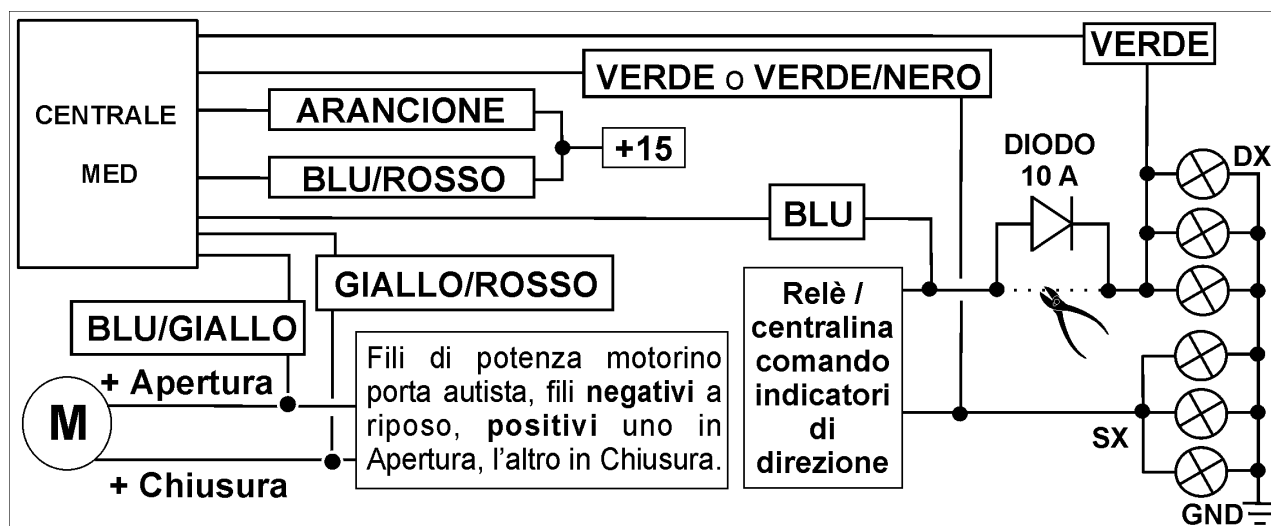 VERDE
VERDE o VERDE/NERO
CENTRALE
MED
ARANCIONE
+15
BLU/ROSSO
DIODO
10 A
DX
BLU
GIALLO/ROSSO
BLU/GIALLO
Relè /
centralina
comando
indicatori
di
direzione
Fili di potenza motorino
porta autista, fili negativi a
riposo, positivi uno in
Apertura, l'altro in Chiusura.
+ Apertura
M
+ Chiusura
SX
GND